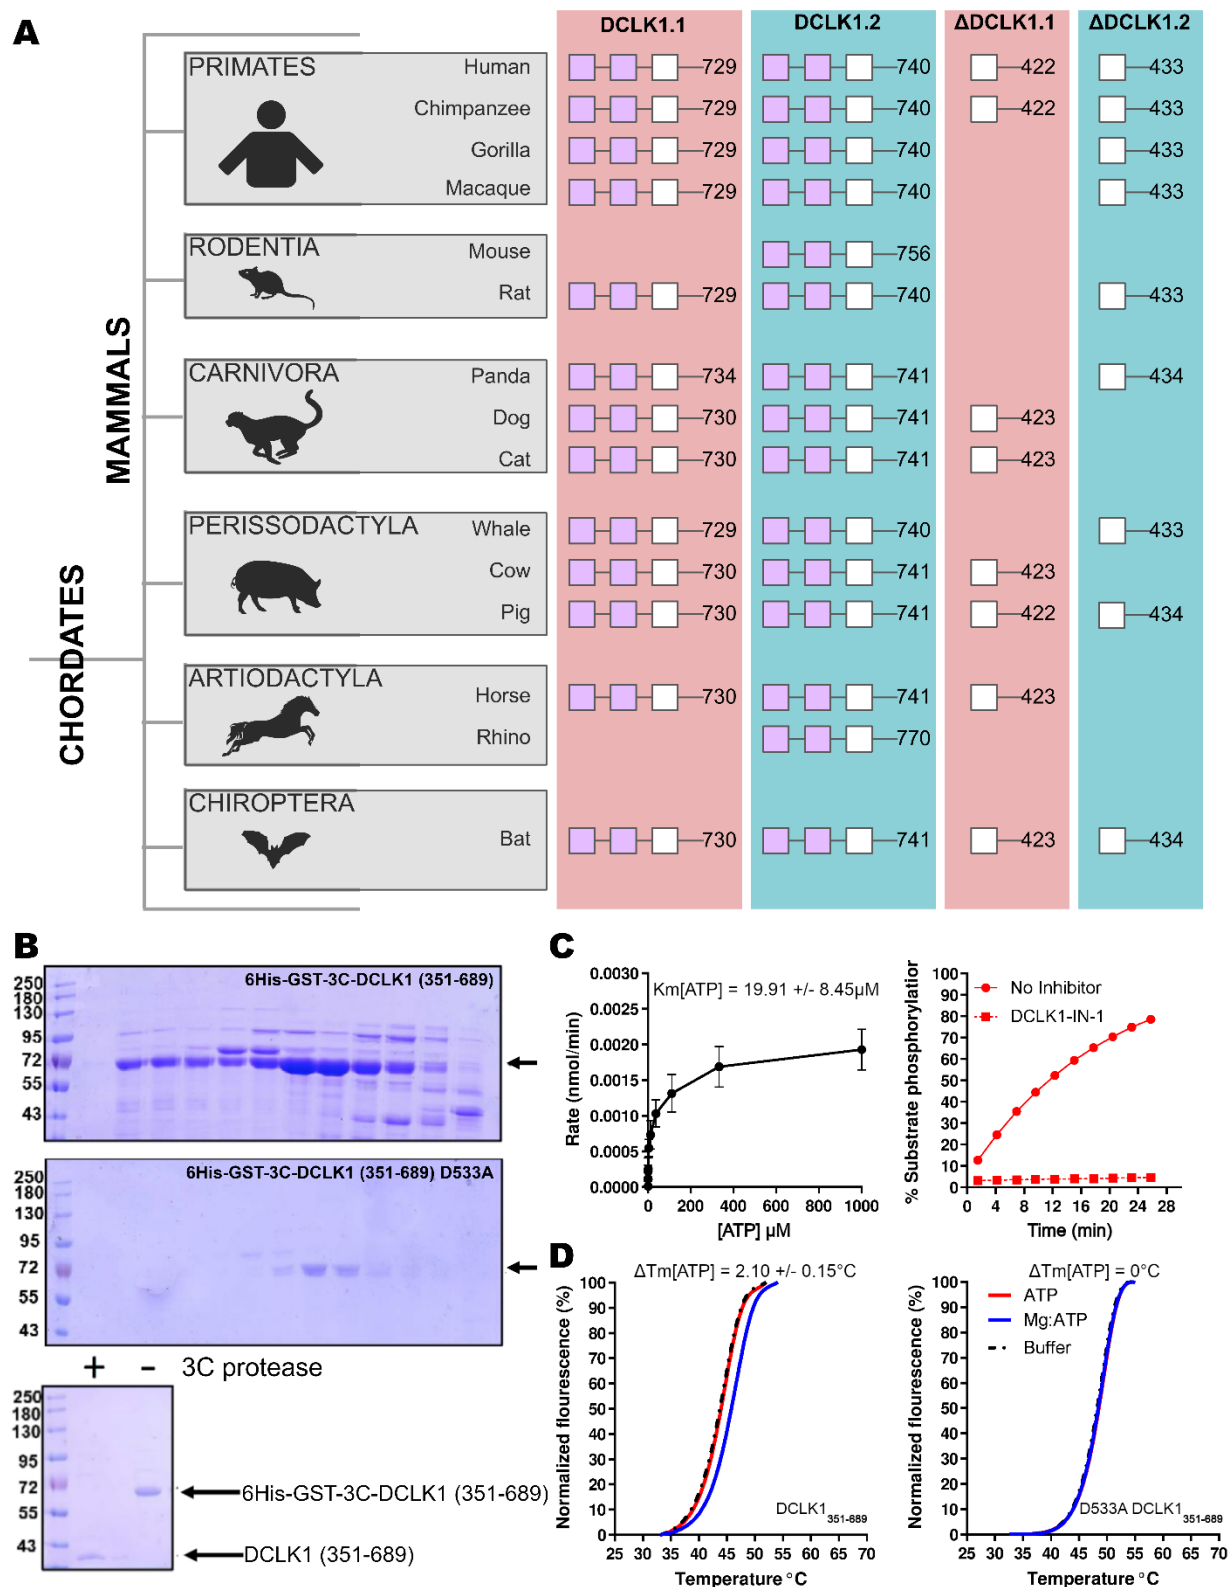 A
DCLK1.1 DCLK1.2 ΔDCLK1.1 ΔDCLK1.2
CHORDATES
MAMMALS
PRIMATES
Human 729 740 422 433
Chimpanzee 729 740 422 433
Gorilla 729 740 433
Macaque 729 740 433
RODENTIA
Mouse 756
Rat 729 740 433
CARNIVORA
Panda 734 741 434
Dog 730 741 423
Cat 730 741 423
PERISSODACTYLA
Whale 729 740 433
Cow 730 741 423
Pig 730 741 422 434
ARTIODACTYLA
Horse 730 741 423
Rhino 770
CHIROPTERA
Bat 730 741 423 434
B
6His-GST-3C-DCLK1 (351-689)
250
180
130
95
72
55
43
6His-GST-3C-DCLK1 (351-689) D533A
250
180
130
95
72
55
43
+ - 3C protease
250
180
130
95
72
55
43
6His-GST-3C-DCLK1 (351-689)
DCLK1 (351-689)
C
Km[ATP] = 19.91 +/- 8.45µM
Rate (nmol/min)
0.0030
0.0025
0.0020
0.0015
0.0010
0.0005
0.0000
0 200 400 600 800 1000
[ATP] µM
% Substrate phosphorylation
100
90
80
70
60
50
40
30
20
10
0
No Inhibitor
DCLK1-IN-1
0 4 8 12 16 20 24 28
Time (min)
D
ΔTm[ATP] = 2.10 +/- 0.15°C
Normalized flourescence (%)
100
90
80
70
60
50
40
30
20
10
0
DCLK1 351-689
25 30 35 40 45 50 55 60 65 70
Temperature °C
ΔTm[ATP] = 0°C
Normalized flourescence (%)
100
90
80
70
60
50
40
30
20
10
0
ATP
Mg:ATP
Buffer
D533A DCLK1 351-689
25 30 35 40 45 50 55 60 65 70
Temperature °C